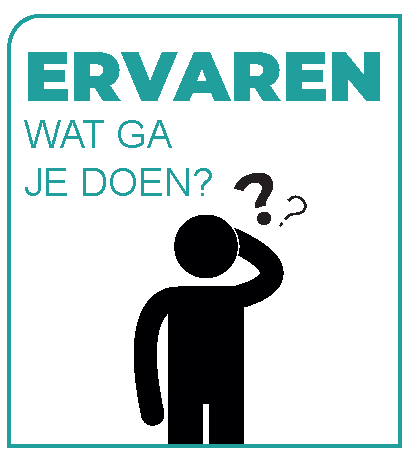 ERVAREN
WAT GA
JE DOEN?
? ?